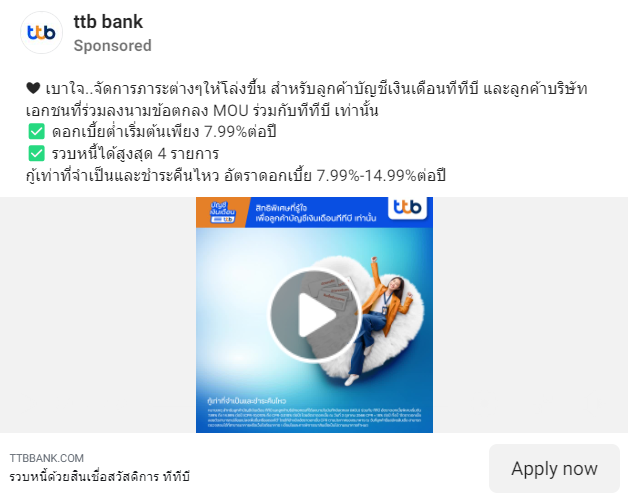 ttb
ttb bank
Sponsored
🖤 เบาใจ..จัดการภาระต่างๆให้โล่งขึ้น สำหรับลูกค้าบัญชีเงินเดือนทีทีบี และลูกค้าบริษัท
เอกชนที่ร่วมลงนามข้อตกลง MOU ร่วมกับทีทีบี เท่านั้น
✅ ดอกเบี้ยต่ำเริ่มต้นเพียง 7.99%ต่อปี
✅ รวบหนี้ได้สูงสุด 4 รายการ
กู้เท่าที่จำเป็นและชำระคืนไหว อัตราดอกเบี้ย 7.99%-14.99%ต่อปี
บัญชี
เงินเดือน
ttb
สิทธิพิเศษที่รู้ใจ
เพื่อลูกค้าบัญชีเงินเดือนทีทีบี เท่านั้น
ttb
กู้เท่าที่จำเป็นและชำระคืนไหว
TTBBANK.COM
รวบหนี้ด้วยสินเชื่อสวัสดิการ ทีทีบี
Apply now